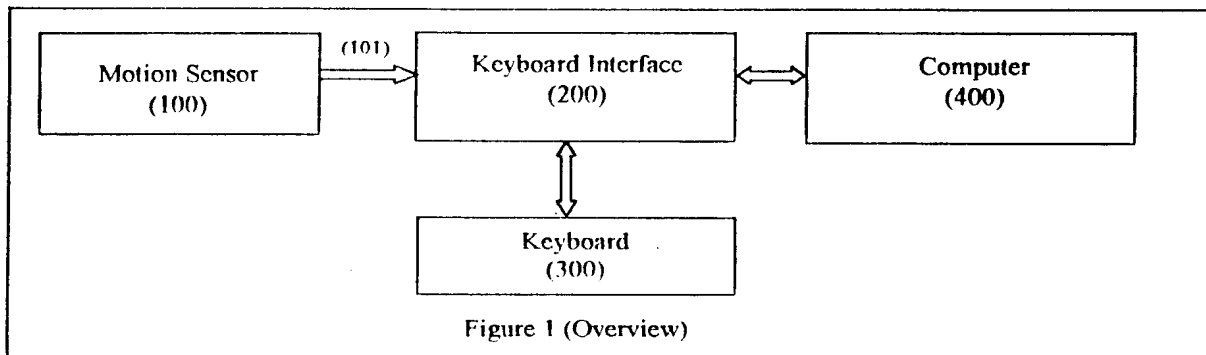 Motion Sensor
(100)
(101)
Keyboard Interface
(200)
Computer
(400)
Keyboard
(300)
Figure 1 (Overview)